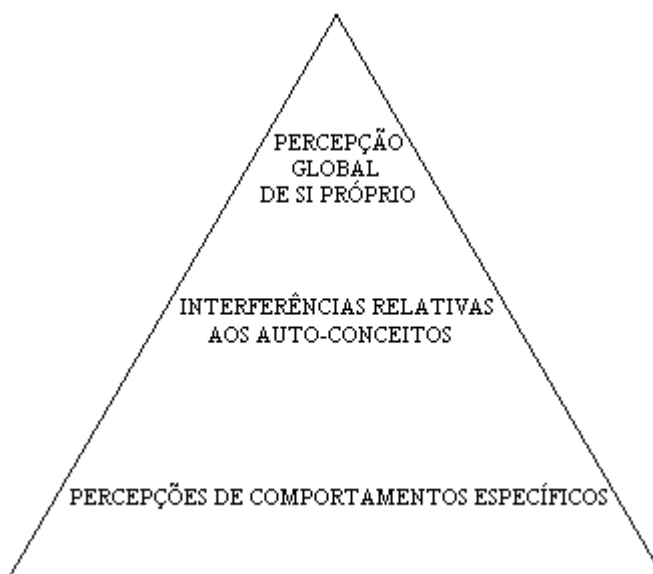 PERCEPÇÃO
GLOBAL
DE SI PRÓPRIO
INTERFERÊNCIAS RELATIVAS
AOS AUTO-CONCEITOS
PERCEPÇÕES DE COMPORTAMENTOS ESPECÍFICOS